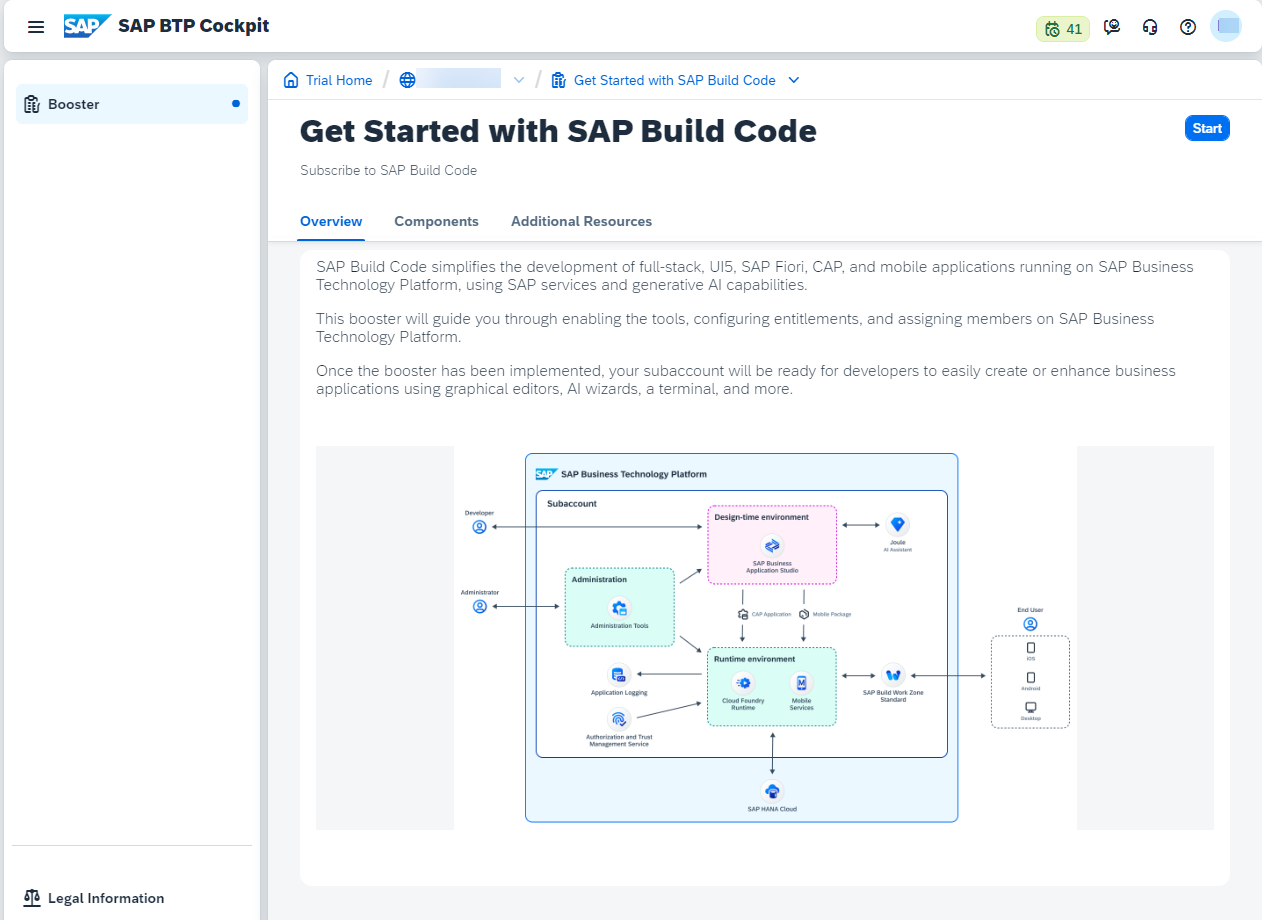 SAP SAP BTP Cockpit
41
Booster
Trial Home / / Get Started with SAP Build Code
Get Started with SAP Build Code
Start
Subscribe to SAP Build Code
Overview Components Additional Resources
SAP Build Code simplifies the development of full-stack, UI5, SAP Fiori, CAP, and mobile applications running on SAP Business
Technology Platform, using SAP services and generative AI capabilities.
This booster will guide you through enabling the tools, configuring entitlements, and assigning members on SAP Business
Technology Platform.
Once the booster has been implemented, your subaccount will be ready for developers to easily create or enhance business
applications using graphical editors, AI wizards, a terminal, and more.
SAP SAP Business Technology Platform
Subaccount
Developer
Design-time environment
SAP Business
Application Studio
Joule
AI Assistant
Administration
Administration Tools
Administrator
CAP Application
Mobile Package
End User
iOS
Android
Desktop
Runtime environment
Cloud Foundry
Runtime
M
Mobile
Services
Application Logging
SAP Build Work Zone
Standard
Authorization and Trust
Management Service
SAP HANA Cloud
Legal Information